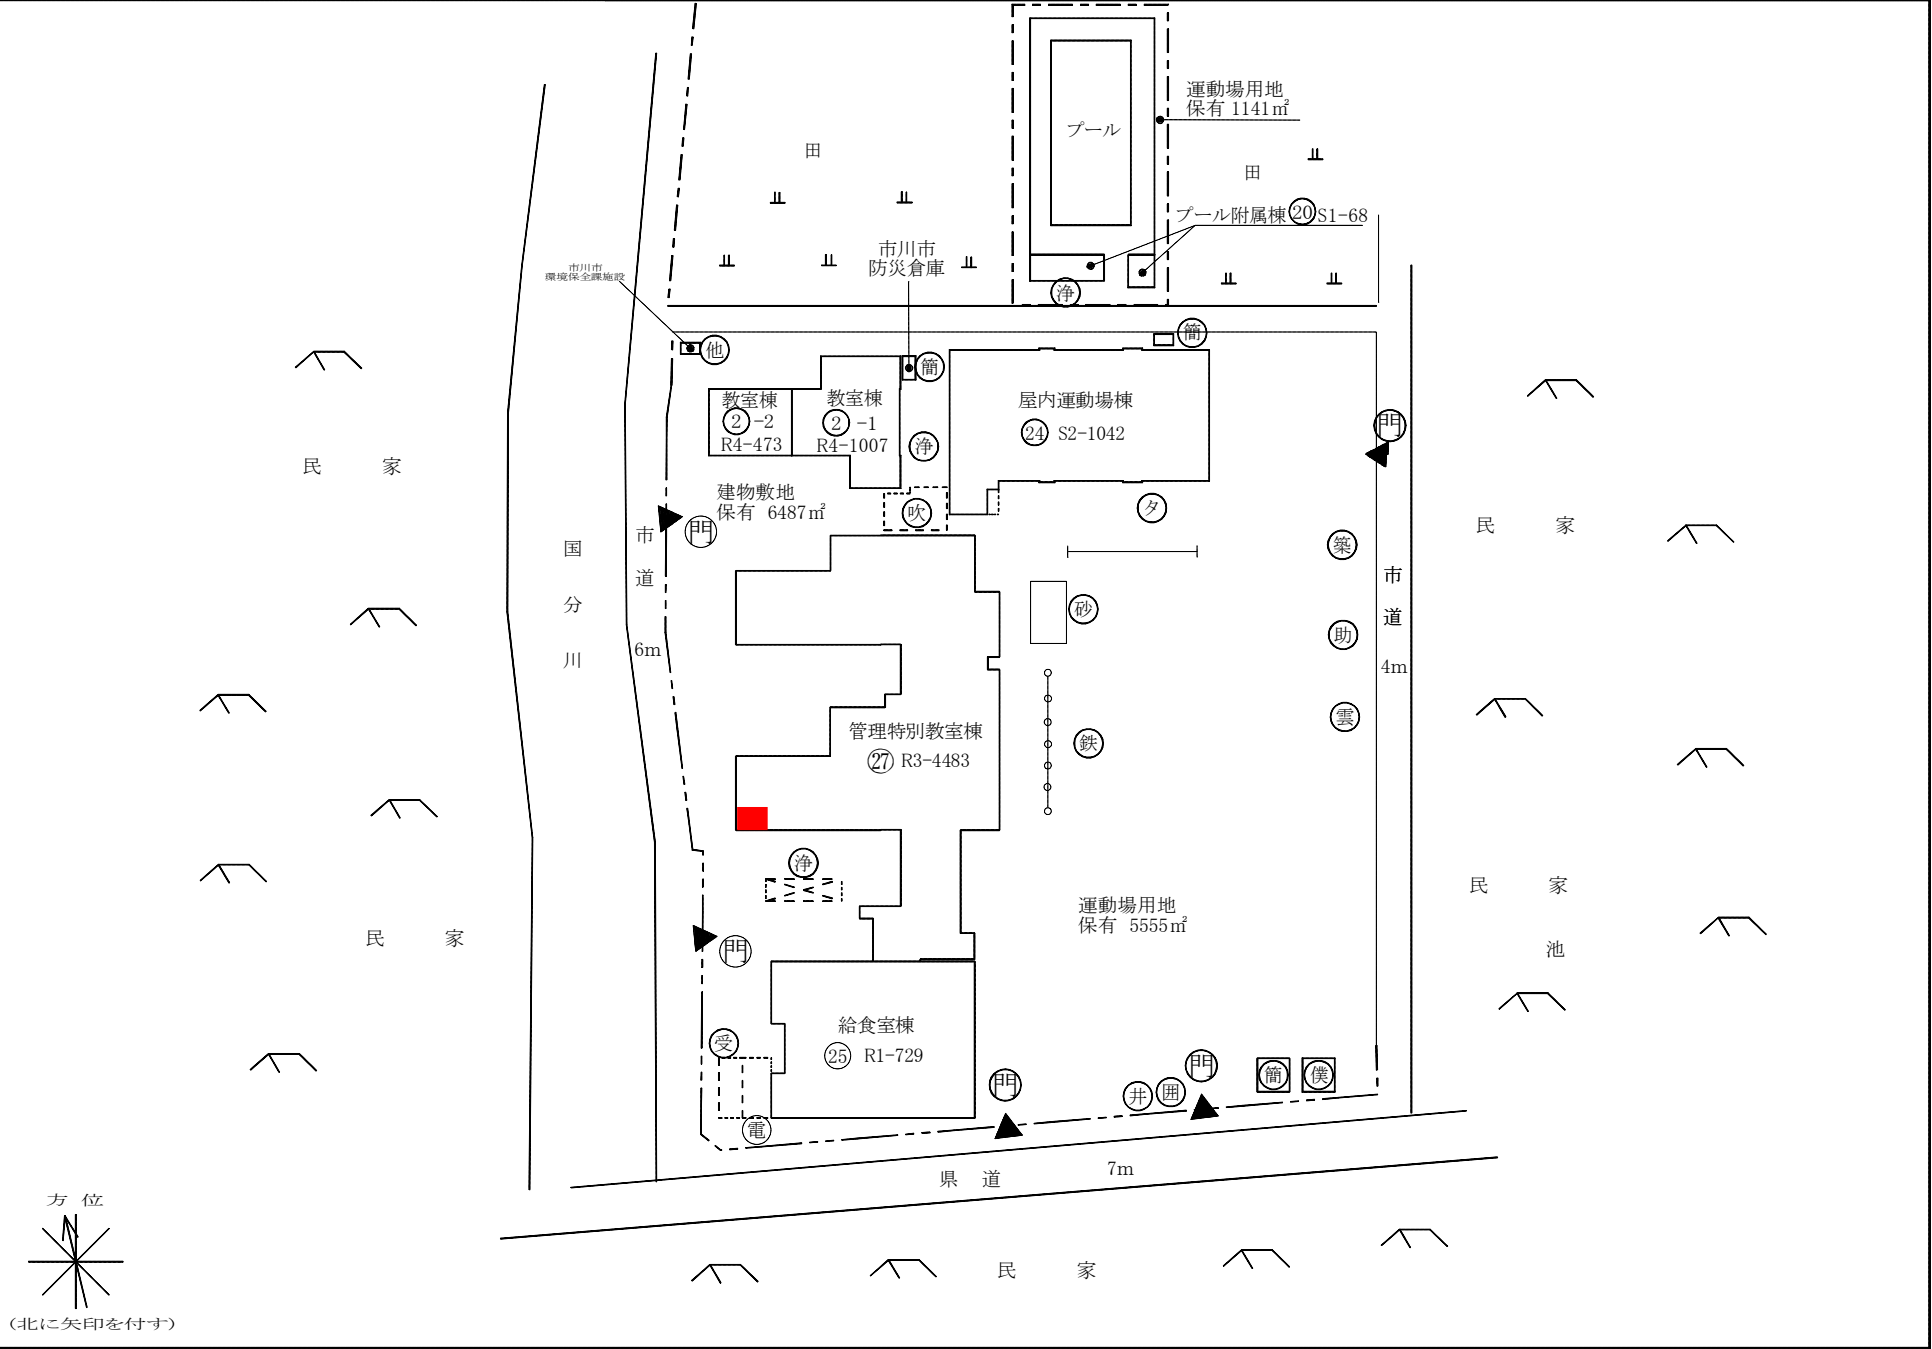 運動場用地
保有 1141㎡
プール
田
田
プール附属棟⑳S1-68
市川市
防災倉庫
市川市
環境保全課施設
浄
簡
他
簡
教室棟
②-2
R4-473
教室棟
②-1
R4-1007
屋内運動場棟
㉔ S2-1042
門
浄
民家
建物敷地
保有 6487㎡
吹
タ
門
民家
国分川
市道
6m
築
市道
4m
砂
助
雲
管理特別教室棟
㉗ R3-4483
鉄
浄
運動場用地
保有 5555㎡
民家
池
民家
門
給食室棟
㉕ R1-729
受
電
門
井
囲
門
簡
僕
県道
7m
民家
方位
(北に矢印を付す)